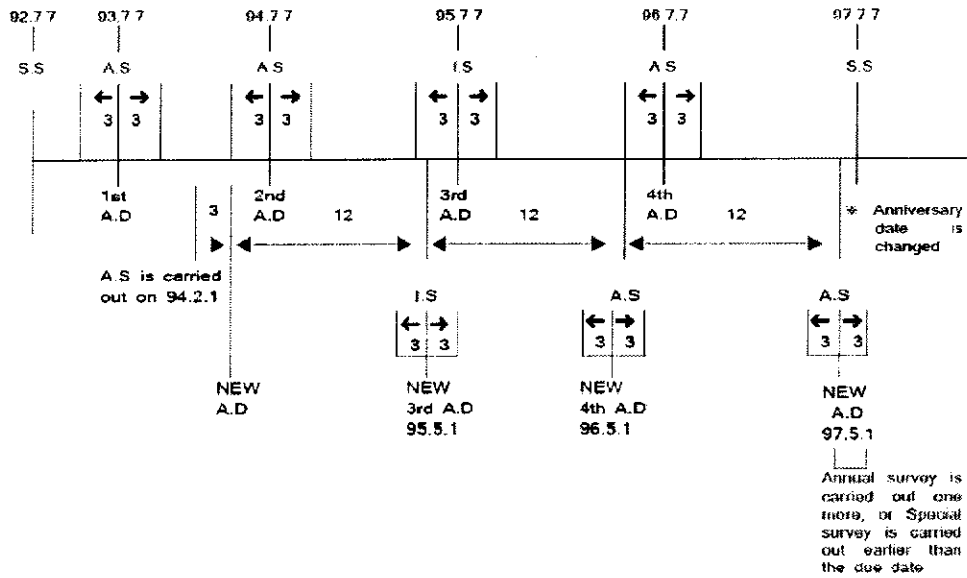 92.7.7 93.7.7 94.7.7 95.7.7 96.7.7 97.7.7
S.S A.S A.S I.S A.S S.S
3 3 3 3 3 3 3 3
1st A.D
2nd A.D
3rd A.D
4th A.D
3 12 12 12
* Anniversary
date is
changed
A.S is carried
out on 94.2.1
I.S A.S A.S
3 3 3 3 3 3
NEW
A.D
NEW
3rd A.D
95.5.1
NEW
4th A.D
96.5.1
NEW
A.D
97.5.1
Annual survey is
carried out one
more, or Special
survey is carried
out earlier than
the due date